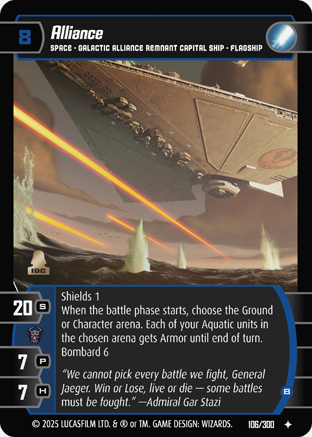 8
Alliance
SPACE • GALACTIC ALLIANCE REMNANT CAPITAL SHIP • FLAGSHIP
IDC
20 S
7 P
7 H
Shields 1
When the battle phase starts, choose the Ground
or Character arena. Each of your Aquatic units in
the chosen arena gets Armor until end of turn.
Bombard 6
“We cannot pick every battle we fight, General
Jaeger. Win or Lose, live or die — some battles
must be fought.” —Admiral Gar Stazi
B
© 2025 LUCASFILM LTD. & ® or TM. GAME DESIGN: WIZARDS.
106/300